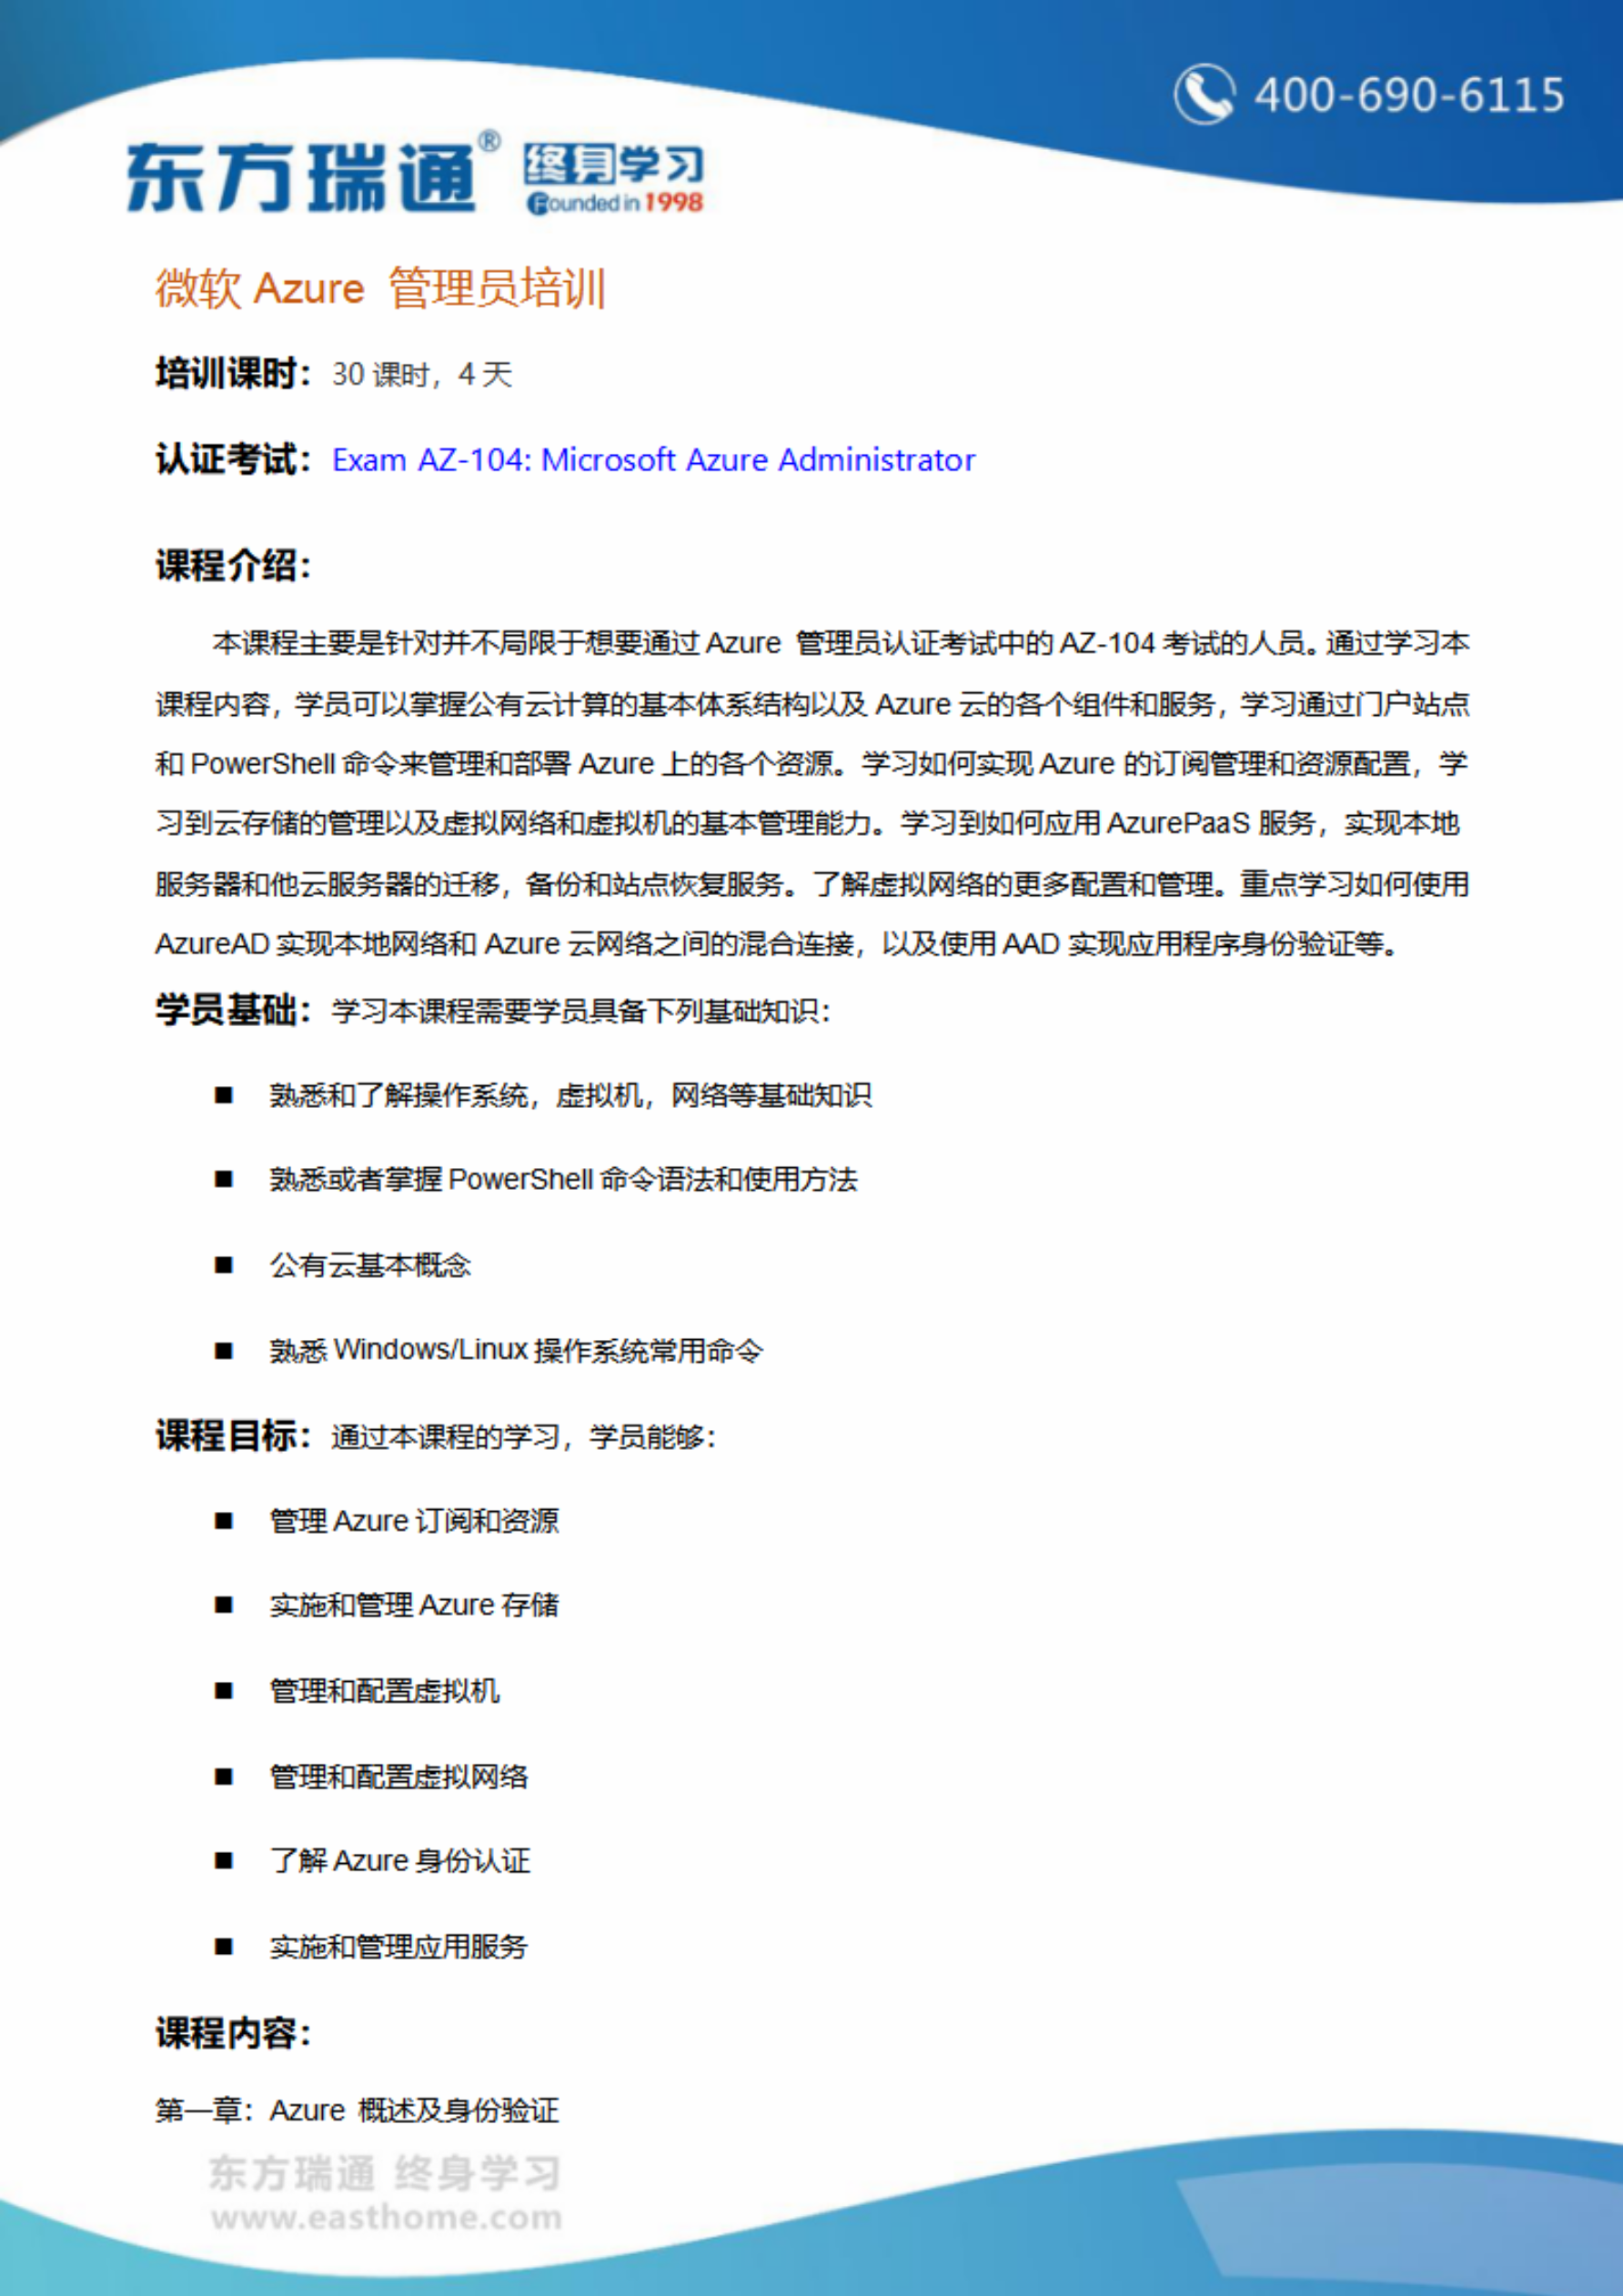 400-690-6115
东方瑞通® 终身学习
Founded in 1998
微软 Azure 管理员培训
培训课时：30 课时，4 天
认证考试：Exam AZ-104: Microsoft Azure Administrator
课程介绍：
本课程主要是针对并不局限于想要通过 Azure 管理员认证考试中的 AZ-104 考试的人员。通过学习本
课程内容，学员可以掌握公有云计算的基本体系结构以及 Azure 云的各个组件和服务，学习通过门户站点
和 PowerShell 命令来管理和部署 Azure 上的各个资源。学习如何实现 Azure 的订阅管理和资源配置，学
习到云存储的管理以及虚拟网络和虚拟机的基本管理能力。学习到如何应用 AzurePaaS 服务，实现本地
服务器和他云服务器的迁移，备份和站点恢复服务。了解虚拟网络的更多配置和管理。重点学习如何使用
AzureAD 实现本地网络和 Azure 云网络之间的混合连接，以及使用 AAD 实现应用程序身份验证等。
学员基础：学习本课程需要学员具备下列基础知识：
■ 熟悉和了解操作系统，虚拟机，网络等基础知识
■ 熟悉或者掌握 PowerShell 命令语法和使用方法
■ 公有云基本概念
■ 熟悉 Windows/Linux 操作系统常用命令
课程目标：通过本课程的学习，学员能够：
■ 管理 Azure 订阅和资源
■ 实施和管理 Azure 存储
■ 管理和配置虚拟机
■ 管理和配置虚拟网络
■ 了解 Azure 身份认证
■ 实施和管理应用服务
课程内容：
第一章：Azure 概述及身份验证
东方瑞通 终身学习
www.easthome.com